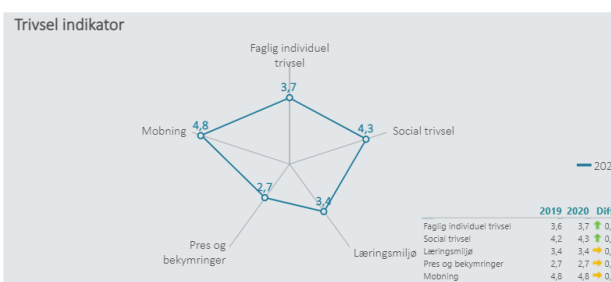 Trivsel indikator
Faglig individuel
trivsel
3,7
4,8
Mobning
4,3
Social trivsel
2,7
3,4
Pres og
bekymringer
Læringsmiljø
2019 2020
Faglig individuel trivsel 3,6 3,7
Social trivsel 4,2 4,3
Læringsmiljø 3,4 3,4
Pres og bekymringer 2,7 2,7
Mobning 4,8 4,8